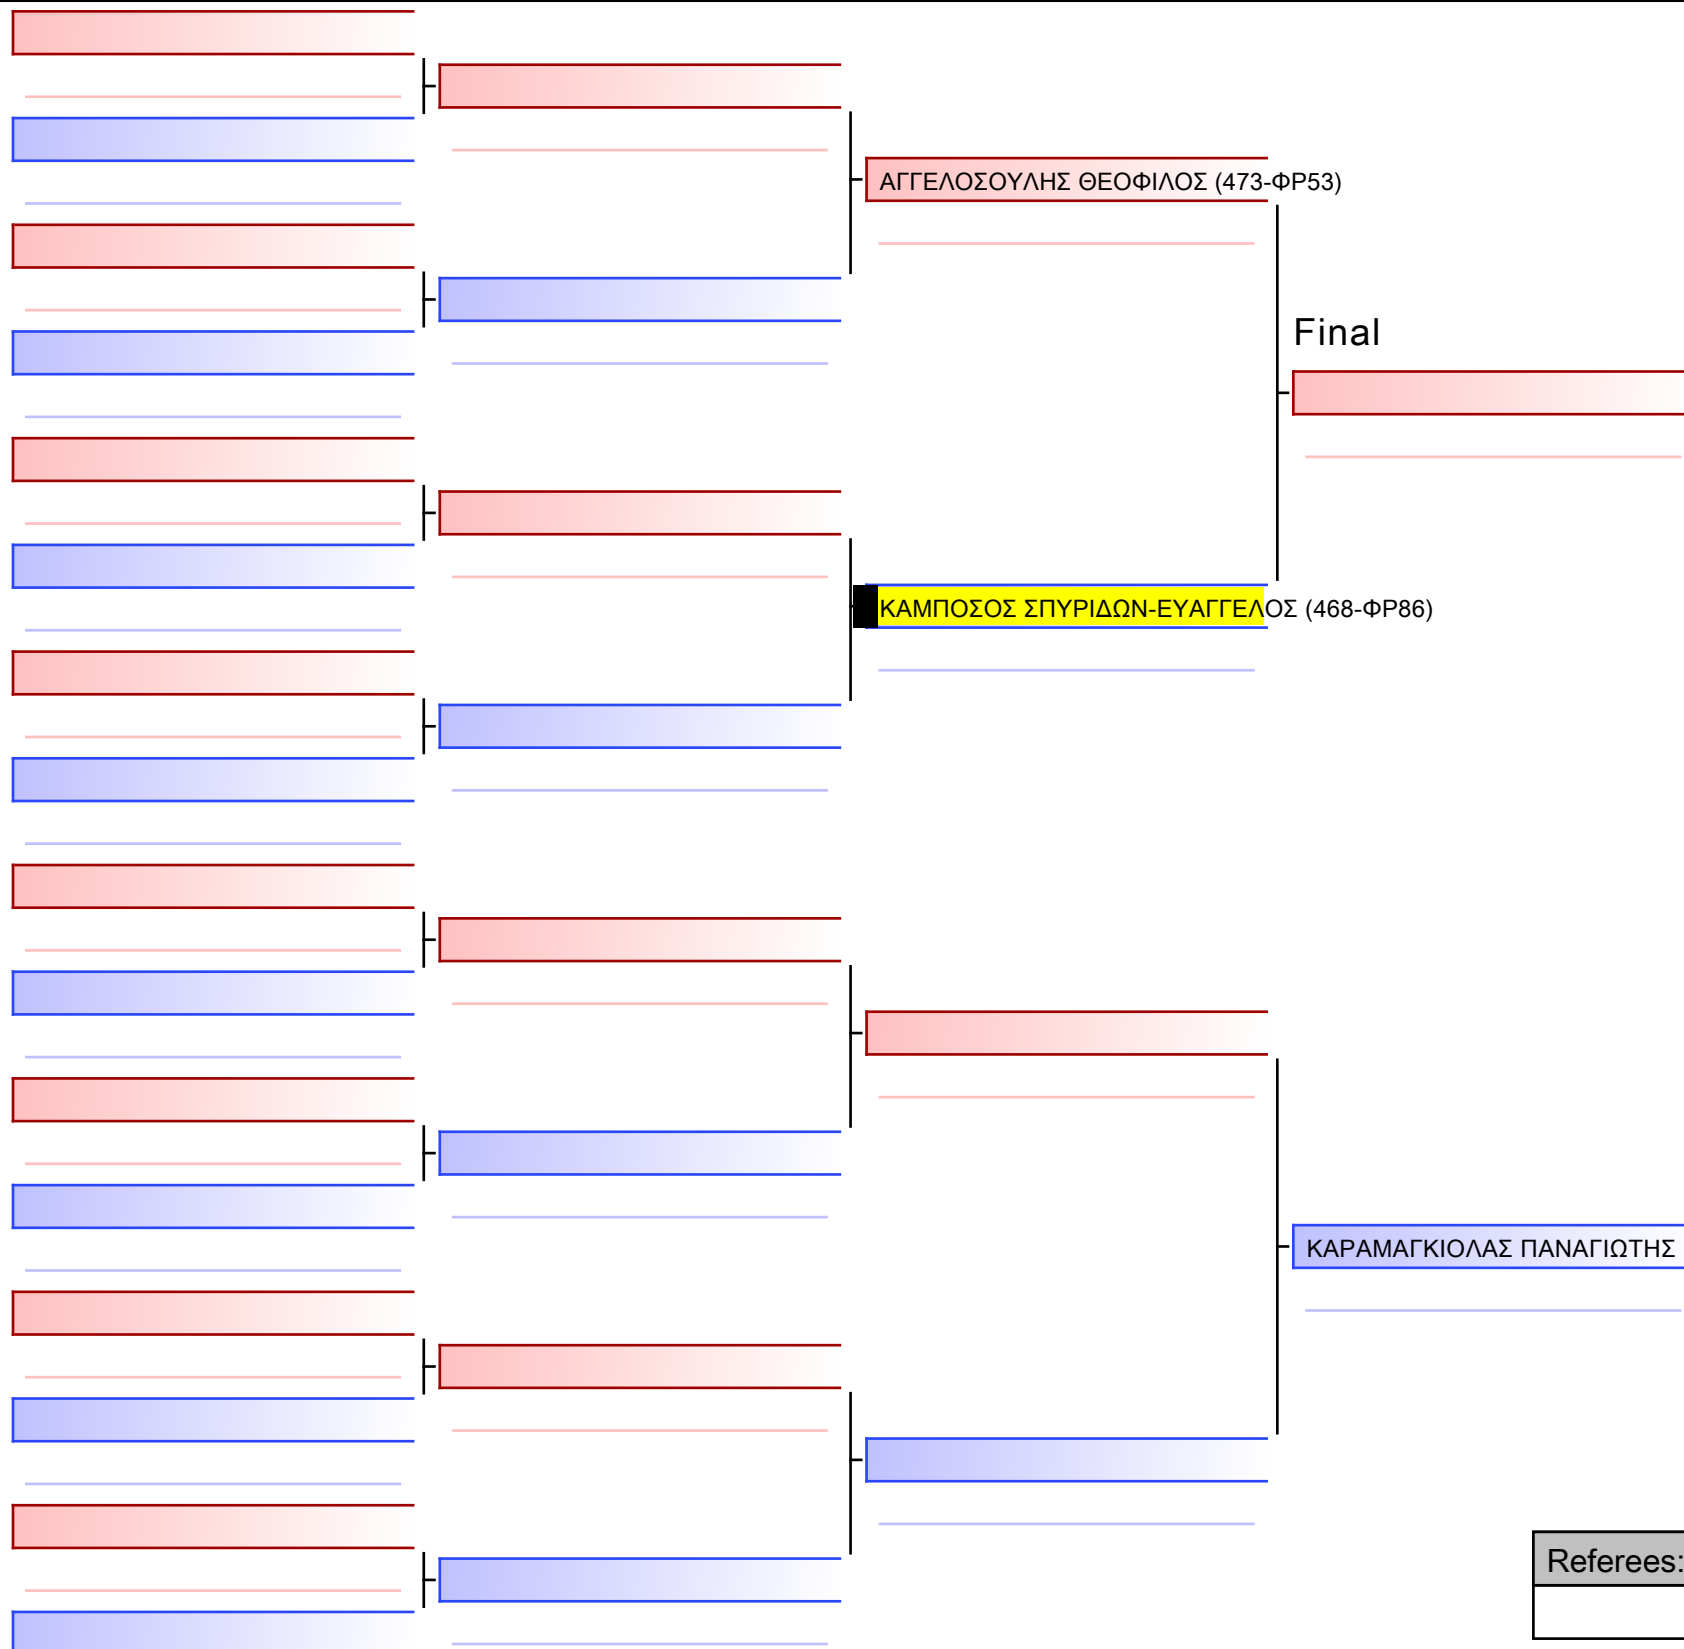 ΑΓΓΕΛΟΣΟΥΛΗΣ ΘΕΟΦΙΛΟΣ (473-ΦΡ53)
Final
ΚΑΜΠΟΣΟΣ ΣΠΥΡΙΔΩΝ-ΕΥΑΓΓΕΛΟΣ (468-ΦΡ86)
ΚΑΡΑΜΑΓΚΙΟΛΑΣ ΠΑΝΑΓΙΩΤΗΣ
Referees: